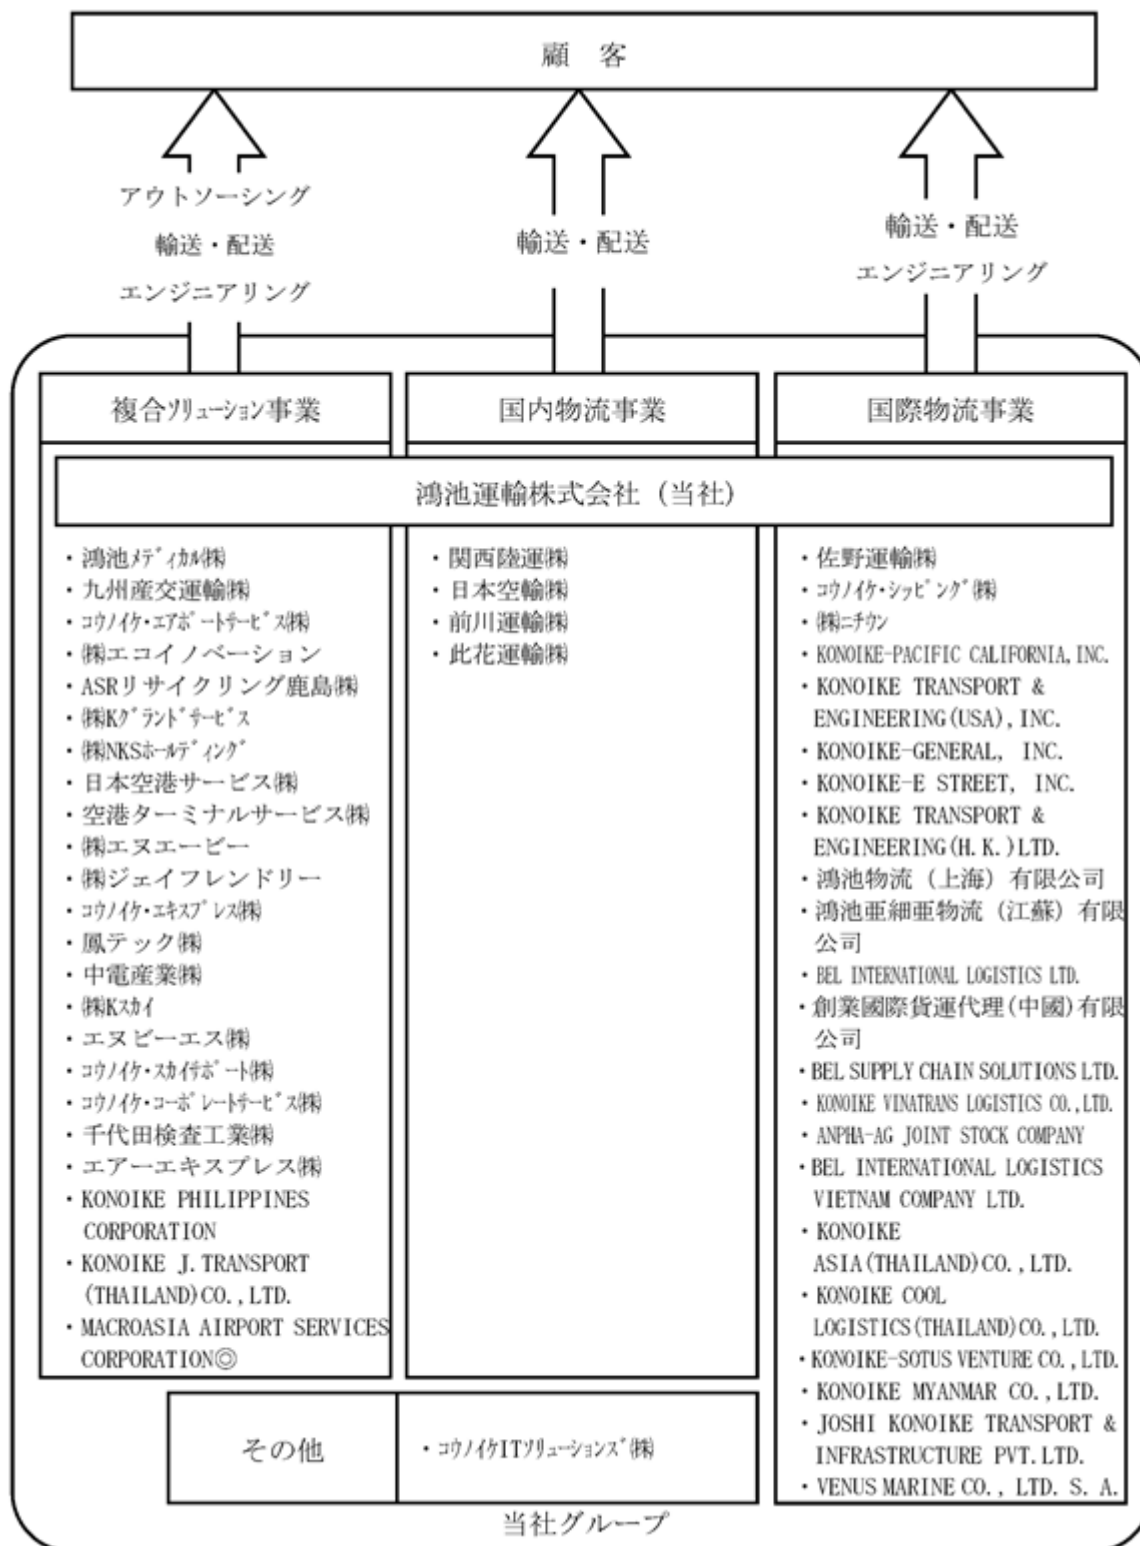 顧 客
アウトソーシング
輸送・配送
エンジニアリング
輸送・配送
輸送・配送
エンジニアリング
複合ソリューション事業
国内物流事業
国際物流事業
鴻池運輸株式会社（当社）
・鴻池メディカル㈱
・九州産交運輸㈱
・コウノイケ・エアポートサービス㈱
・㈱エコイノベーション
・ASRリサイクリング鹿島㈱
・㈱Kグランドサービス
・㈱NKSホールディング
・日本空港サービス㈱
・空港ターミナルサービス㈱
・㈱エヌエービー
・㈱ジェイフレンドリー
・コウノイケ・エキスプレス㈱
・鳳テック㈱
・中電産業㈱
・㈱Kスカイ
・エヌビーエス㈱
・コウノイケ・スカイサポート㈱
・コウノイケ・コーポレートサービス㈱
・千代田検査工業㈱
・エアーエキスプレス㈱
・KONOIKE PHILIPPINES
CORPORATION
・KONOIKE J.TRANSPORT
(THAILAND)CO.,LTD.
・MACROASIA AIRPORT SERVICES
CORPORATION◎
・関西陸運㈱
・日本空輸㈱
・前川運輸㈱
・此花運輸㈱
・佐野運輸㈱
・コウノイケ・シッピング㈱
・㈱ニチウン
・KONOIKE-PACIFIC CALIFORNIA,INC.
・KONOIKE TRANSPORT &
ENGINEERING(USA),INC.
・KONOIKE-GENERAL, INC.
・KONOIKE-E STREET, INC.
・KONOIKE TRANSPORT &
ENGINEERING(H.K.)LTD.
・鴻池物流（上海）有限公司
・鴻池亜細亜物流（江蘇）有限
公司
・BEL INTERNATIONAL LOGISTICS LTD.
・創業國際貨運代理(中國)有限
公司
・BEL SUPPLY CHAIN SOLUTIONS LTD.
・KONOIKE VINATRANS LOGISTICS CO.,LTD.
・ANPHA-AG JOINT STOCK COMPANY
・BEL INTERNATIONAL LOGISTICS
VIETNAM COMPANY LTD.
・KONOIKE
ASIA(THAILAND)CO.,LTD.
・KONOIKE COOL
LOGISTICS(THAILAND)CO.,LTD.
・KONOIKE-SOTUS VENTURE CO.,LTD.
・KONOIKE MYANMAR CO.,LTD.
・JOSHI KONOIKE TRANSPORT &
INFRASTRUCTURE PVT.LTD.
・VENUS MARINE CO., LTD. S. A.
その他
・コウノイケITソリューションズ㈱
当社グループ